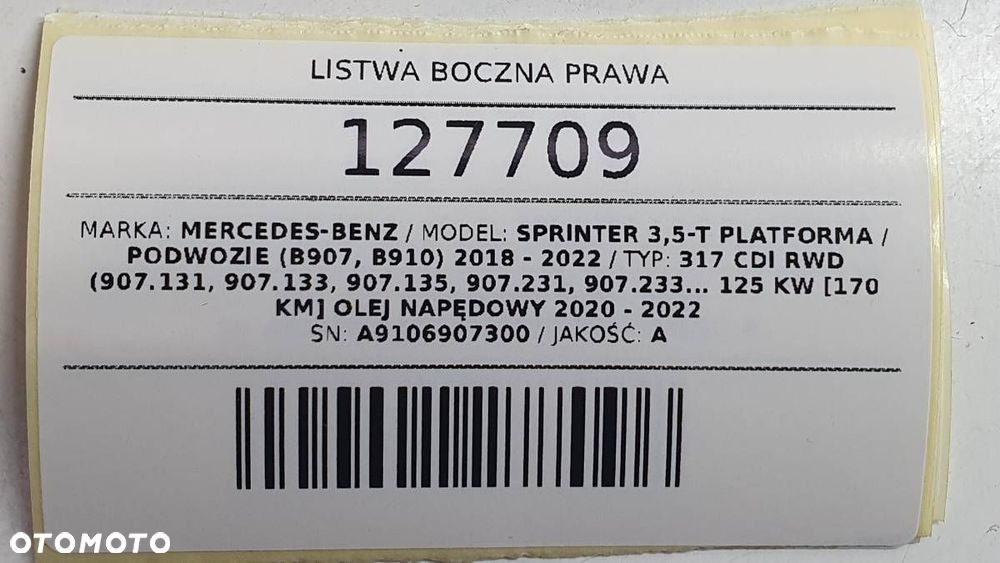 LISTWA BOCZNA PRAWA
127709
MARKA: MERCEDES-BENZ / MODEL: SPRINTER 3,5-T PLATFORMA /
PODWOZIE (B907, B910) 2018 - 2022 / TYP: 317 CDI RWD
(907.131, 907.133, 907.135, 907.231, 907.233... 125 KW [170
KM] OLEJ NAPĘDOWY 2020 - 2022
SN: A9106907300 / JAKOŚĆ: A
OTOMOTO